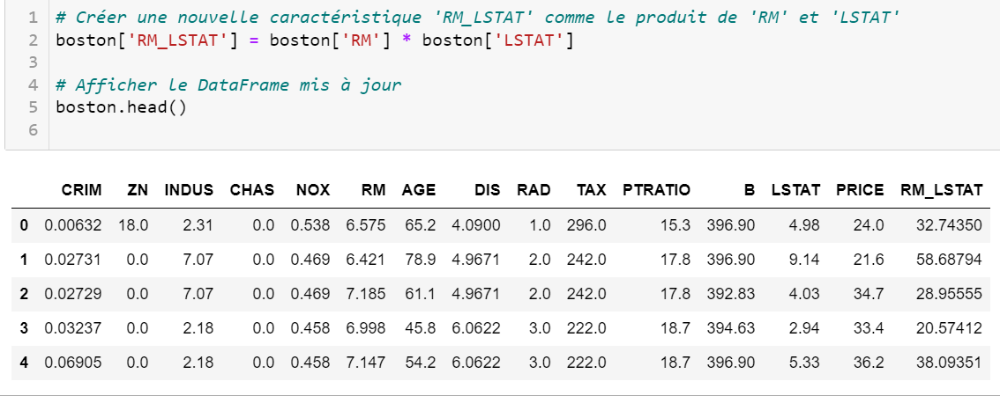 1 # Créer une nouvelle caractéristique 'RM_LSTAT' comme le produit de 'RM' et 'LSTAT'
2 boston['RM_LSTAT'] = boston['RM'] * boston['LSTAT']
3
4 # Afficher le DataFrame mis à jour
5 boston.head()
6
CRIM ZN INDUS CHAS NOX RM AGE DIS RAD TAX PTRATIO B LSTAT PRICE RM_LSTAT
0 0.00632 18.0 2.31 0.0 0.538 6.575 65.2 4.0900 1.0 296.0 15.3 396.90 4.98 24.0 32.74350
1 0.02731 0.0 7.07 0.0 0.469 6.421 78.9 4.9671 2.0 242.0 17.8 396.90 9.14 21.6 58.68794
2 0.02729 0.0 7.07 0.0 0.469 7.185 61.1 4.9671 2.0 242.0 17.8 392.83 4.03 34.7 28.95555
3 0.03237 0.0 2.18 0.0 0.458 6.998 45.8 6.0622 3.0 222.0 18.7 394.63 2.94 33.4 20.57412
4 0.06905 0.0 2.18 0.0 0.458 7.147 54.2 6.0622 3.0 222.0 18.7 396.90 5.33 36.2 38.09351